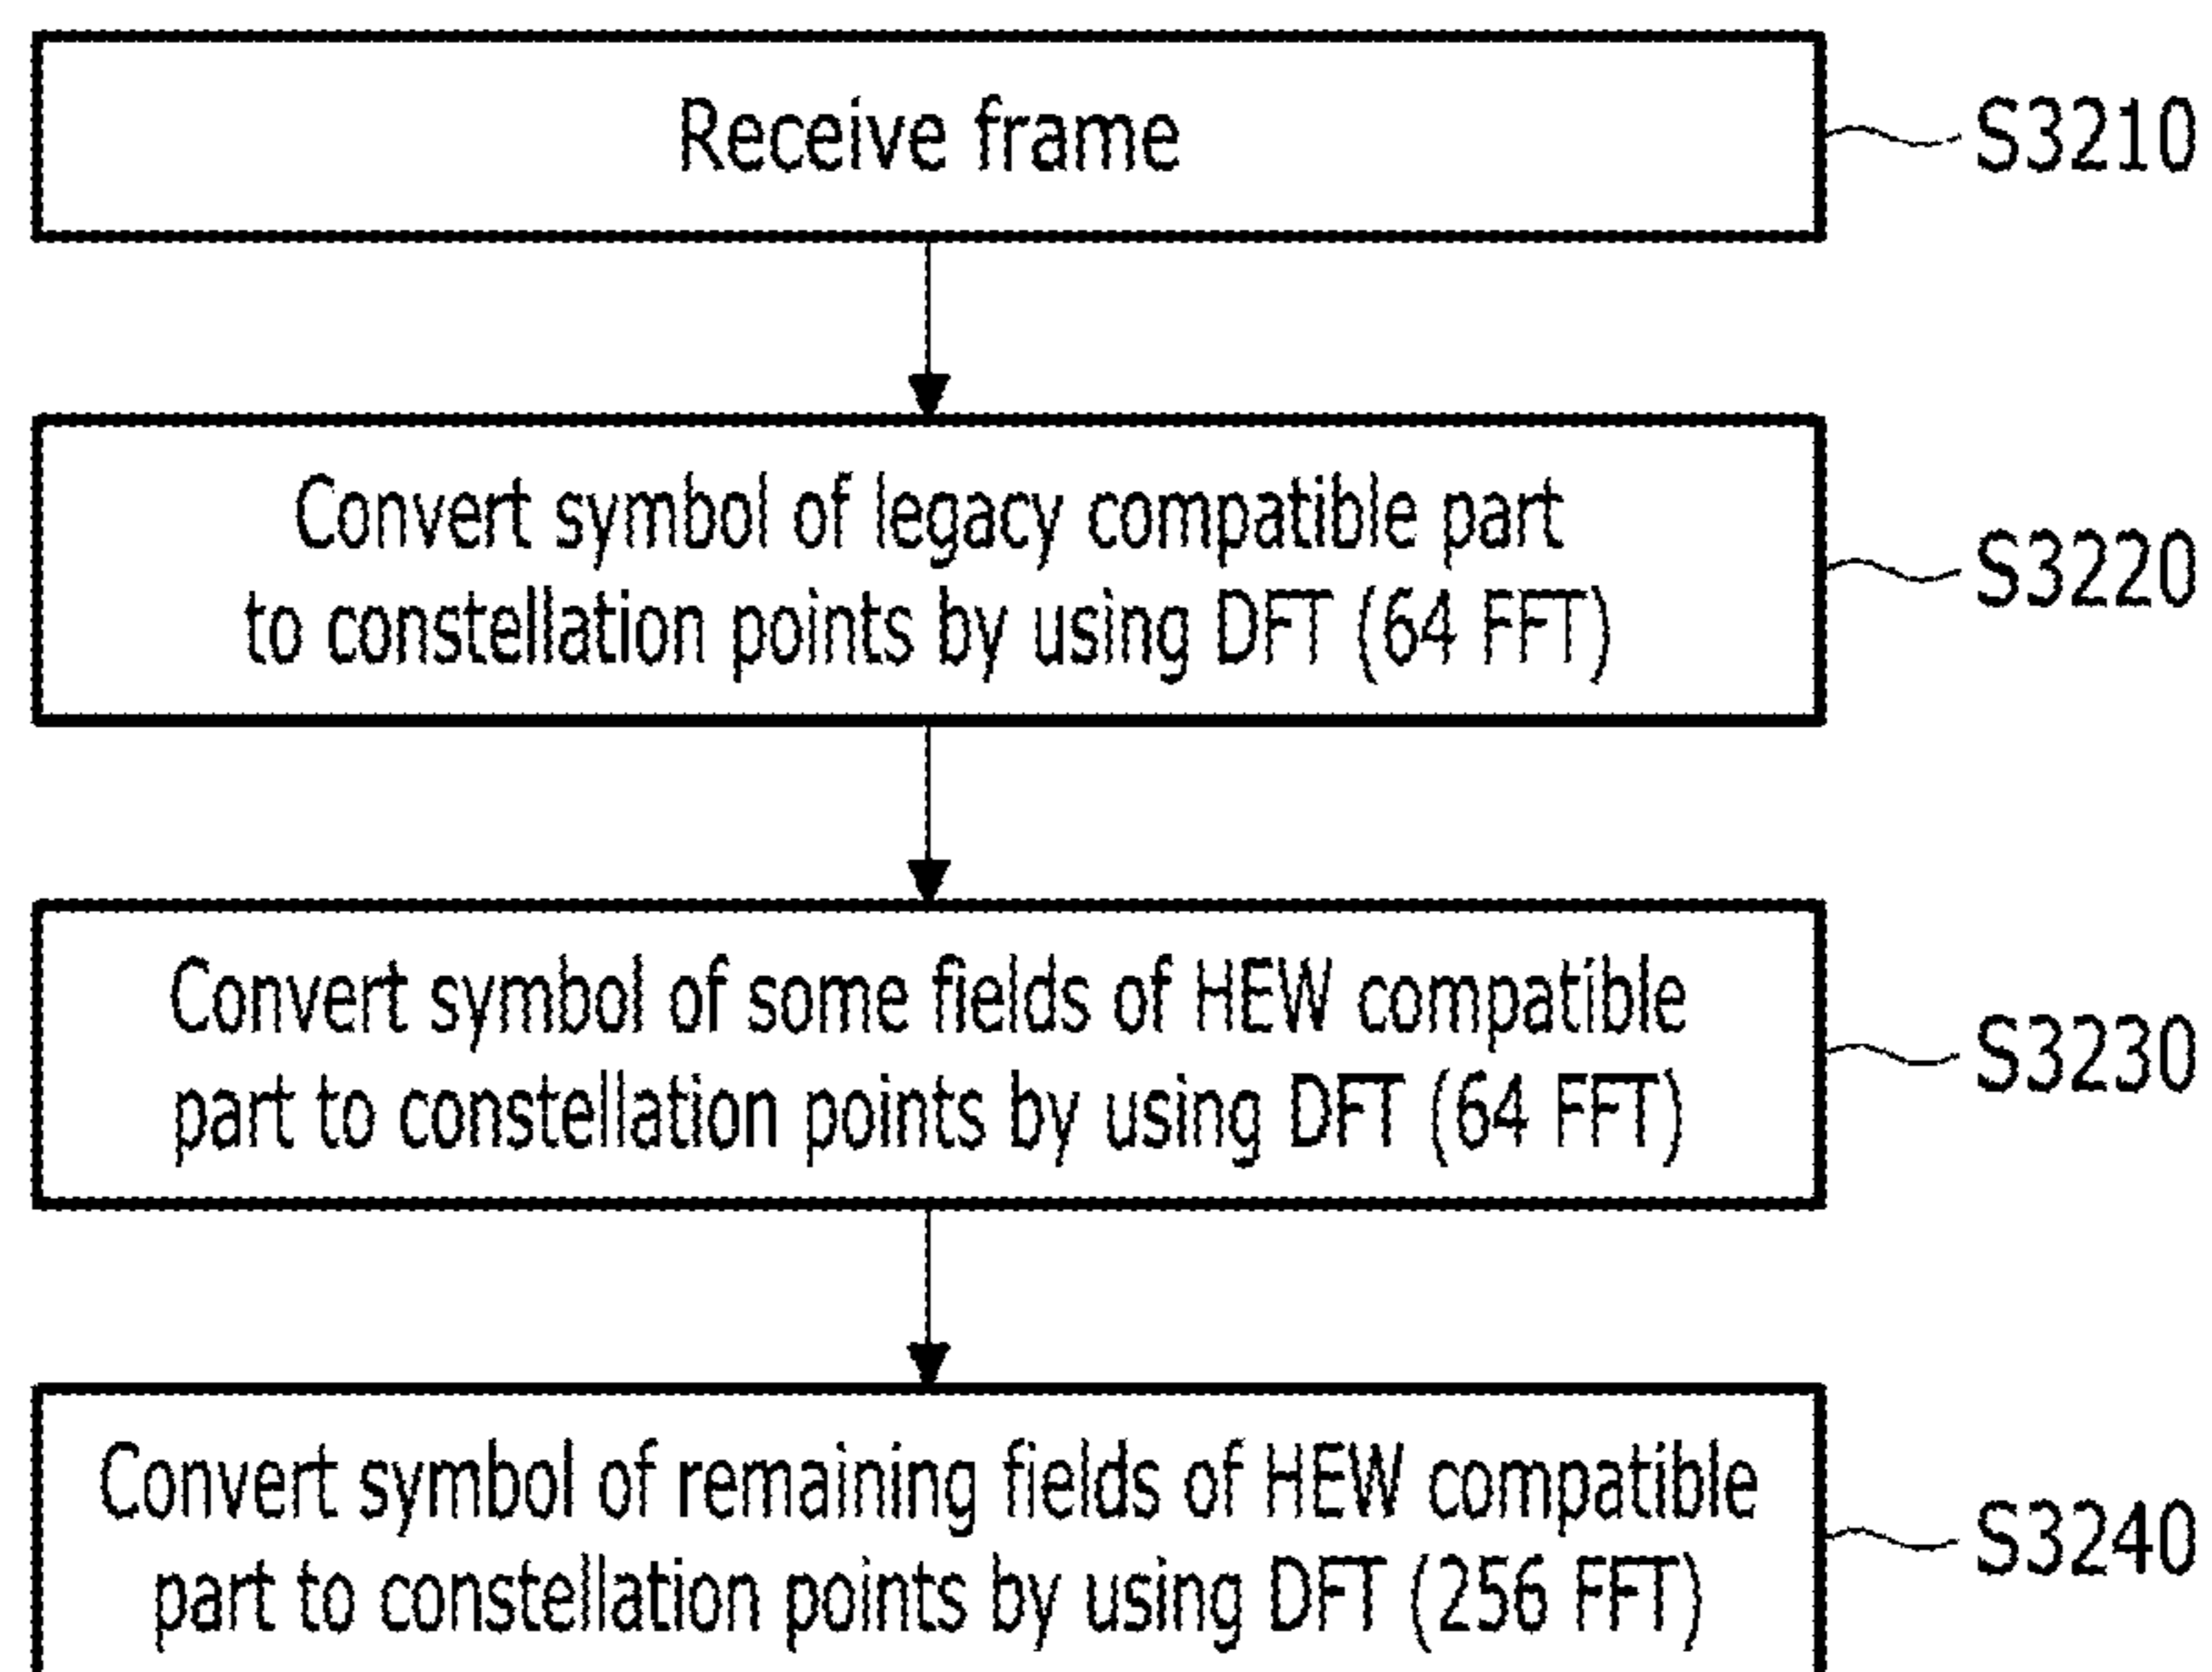 Receive frame
S3210
Convert symbol of legacy compatible part
to constellation points by using DFT (64 FFT)
S3220
Convert symbol of some fields of HEW compatible
part to constellation points by using DFT (64 FFT)
S3230
Convert symbol of remaining fields of HEW compatible
part to constellation points by using DFT (256 FFT)
S3240